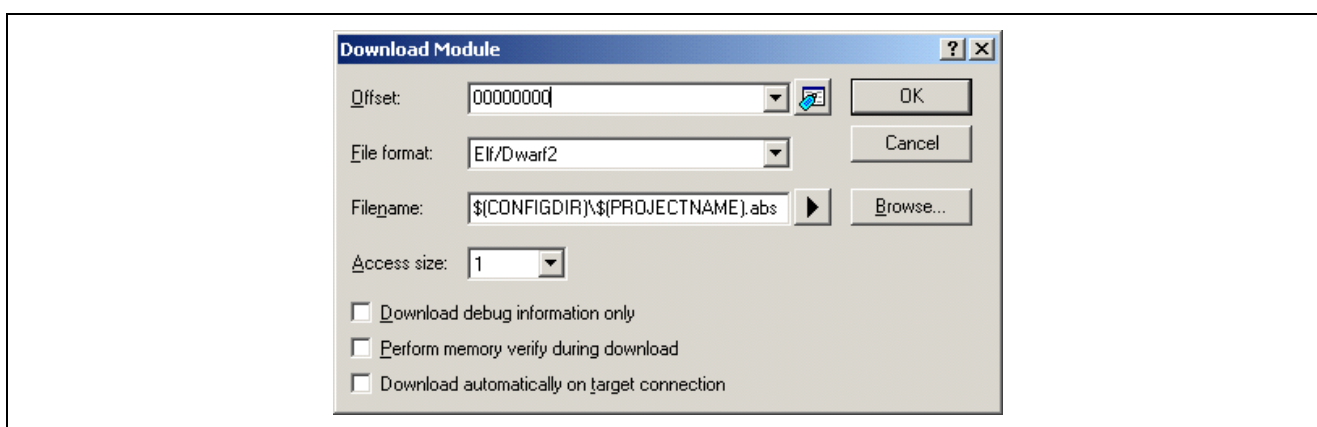 Download Module
Offset: 00000000 OK
File format: Elf/Dwarf2 Cancel
Filename: $(CONFIGDIR)\$(PROJECTNAME).abs Browse...
Access size: 1
Download debug information only
Perform memory verify during download
Download automatically on target connection